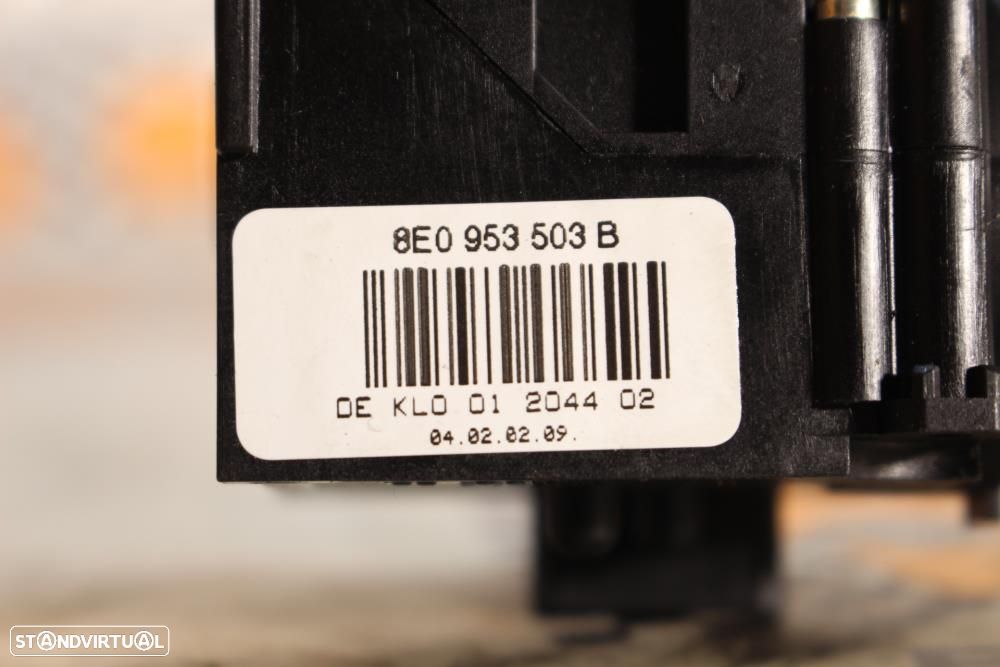 8E0 953 503 B
DE KLO 01 2044 02
04.02.02.09.
STANDVIRTUAL